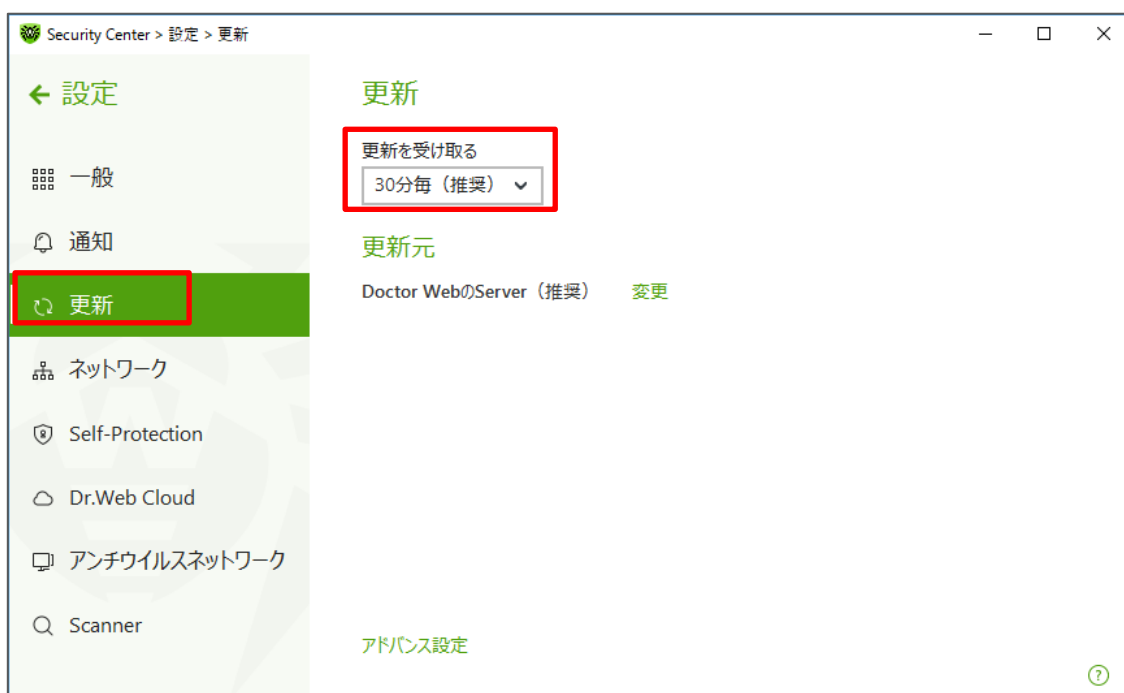 Security Center > 設定 > 更新
設定
一般
通知
更新
ネットワーク
Self-Protection
Dr.Web Cloud
アンチウイルスネットワーク
Scanner
更新
更新を受け取る
30分毎（推奨）
更新元
Doctor WebのServer（推奨） 変更
アドバンス設定
?